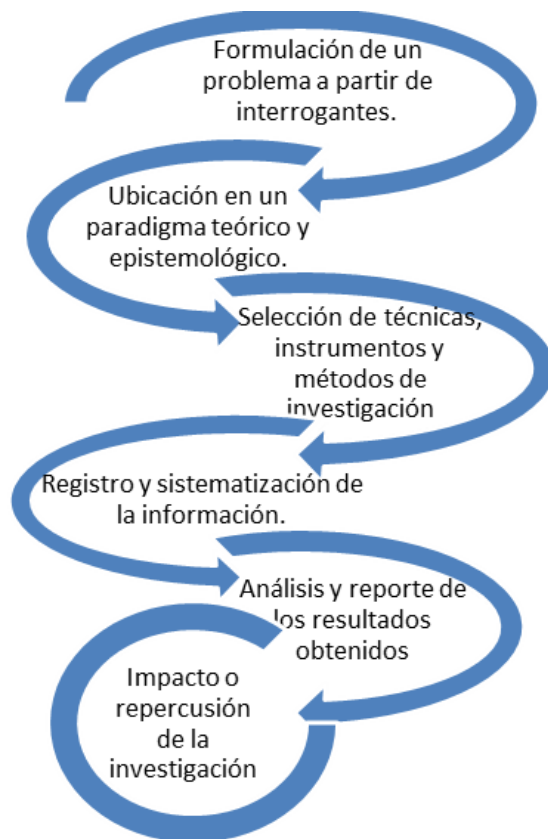 Formulación de un
problema a partir de
interrogantes.
Ubicación en un
paradigma teórico y
epistemológico.
Selección de técnicas,
instrumentos y
métodos de
investigación
Registro y sistematización de
la información.
Análisis y reporte de
los resultados
obtenidos
Impacto o
repercusión
de la
investigación